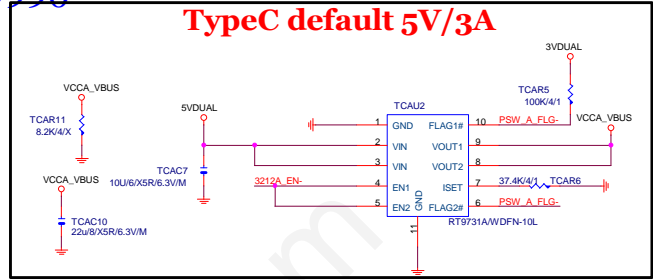 TypeC default 5V/3A
3VDUAL
VCCA_VBUS
TCAR11
8.2K/4/X
5VDUAL
TCAU2
TCAR5
100K/4/1
VCCA_VBUS
1 GND FLAG1# 10 PSW_A_FLG-
2 VIN VOUT1 9
3 VIN VOUT2 8
TCAC7
10U/6/X5R/6.3V/M
3212A_EN- 4 EN1 ISET 7 37.4K/4/1 TCAR6
5 EN2 GND FLAG2# 6 PSW_A_FLG-
11
RT9731A/WDFN-10L
VCCA_VBUS
TCAC10
22u/8/X5R/6.3V/M